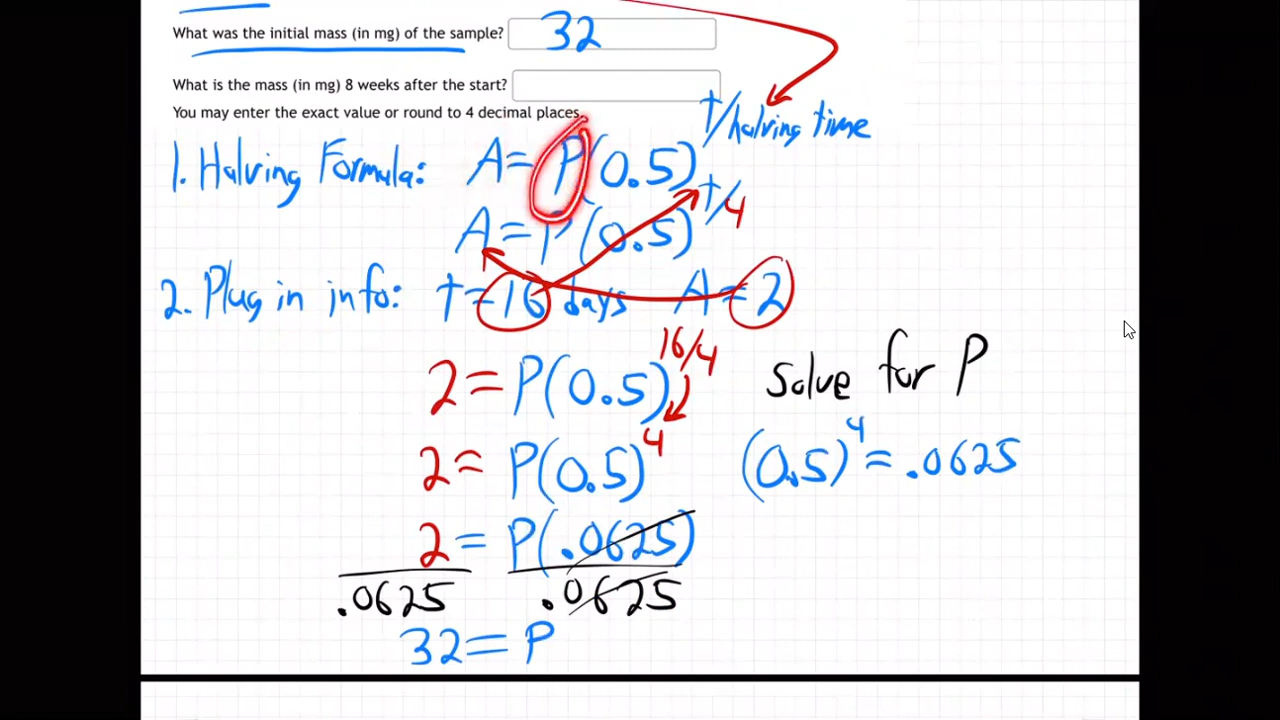 What was the initial mass (in mg) of the sample? 32
What is the mass (in mg) 8 weeks after the start?
You may enter the exact value or round to 4 decimal places.
1. Halving Formula: A = P(0.5)^t/halving time
A = P(0.5)^t/4
2. Plug in info: t = 16 days A = 2
2 = P(0.5)^16/4 Solve for P
2 = P(0.5)^4 (0.5)^4 = .0625
2 = P(.0625)
.0625 .0625
32 = P